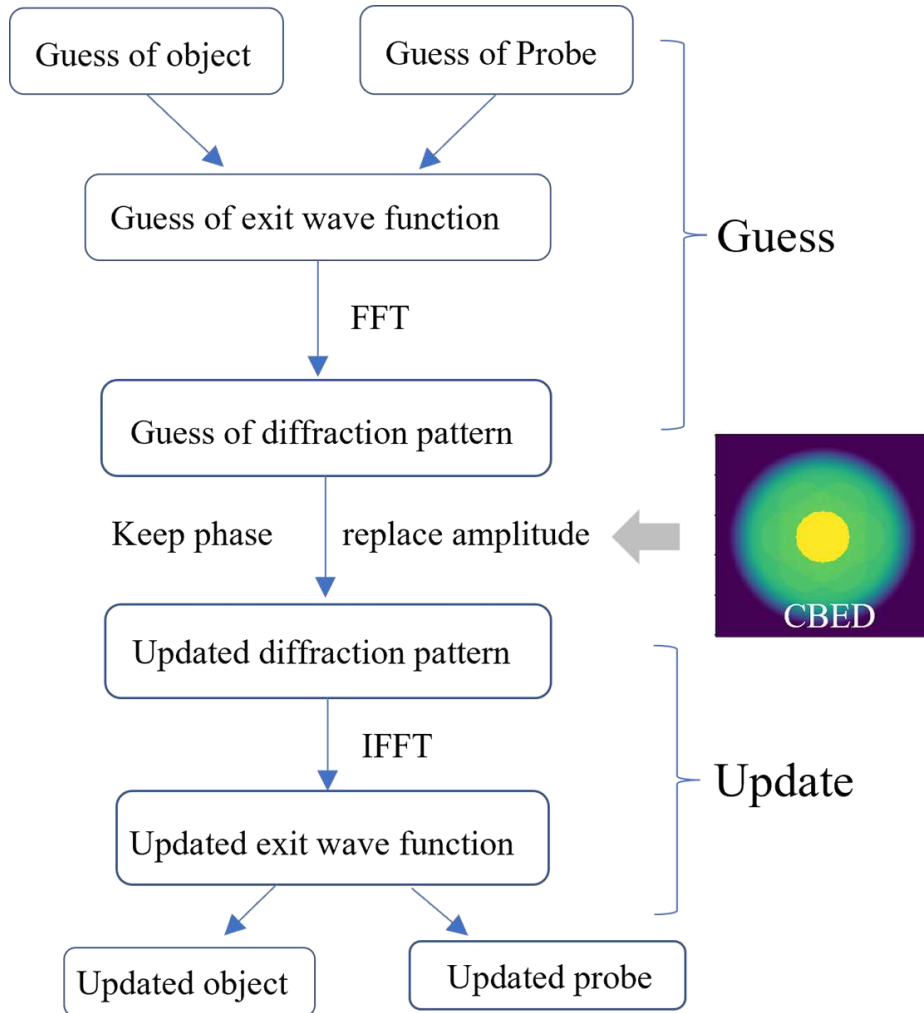 Guess of object
Guess of Probe
Guess of exit wave function
Guess
FFT
Guess of diffraction pattern
Keep phase
replace amplitude
CBED
Updated diffraction pattern
IFFT
Update
Updated exit wave function
Updated object
Updated probe